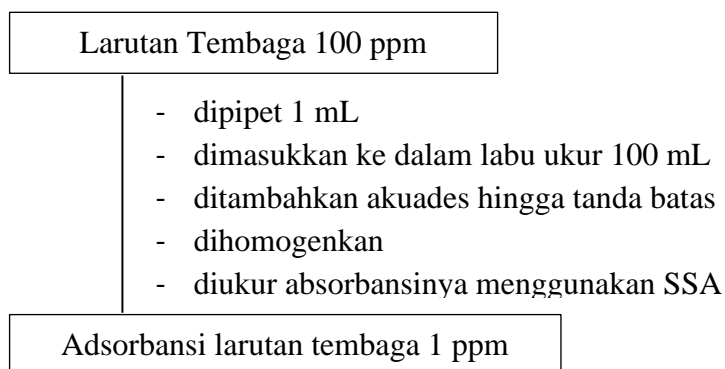 Larutan Tembaga 100 ppm
- dipipet 1 mL
- dimasukkan ke dalam labu ukur 100 mL
- ditambahkan akuades hingga tanda batas
- dihomogenkan
- diukur absorbansinya menggunakan SSA
Adsorbansi larutan tembaga 1 ppm